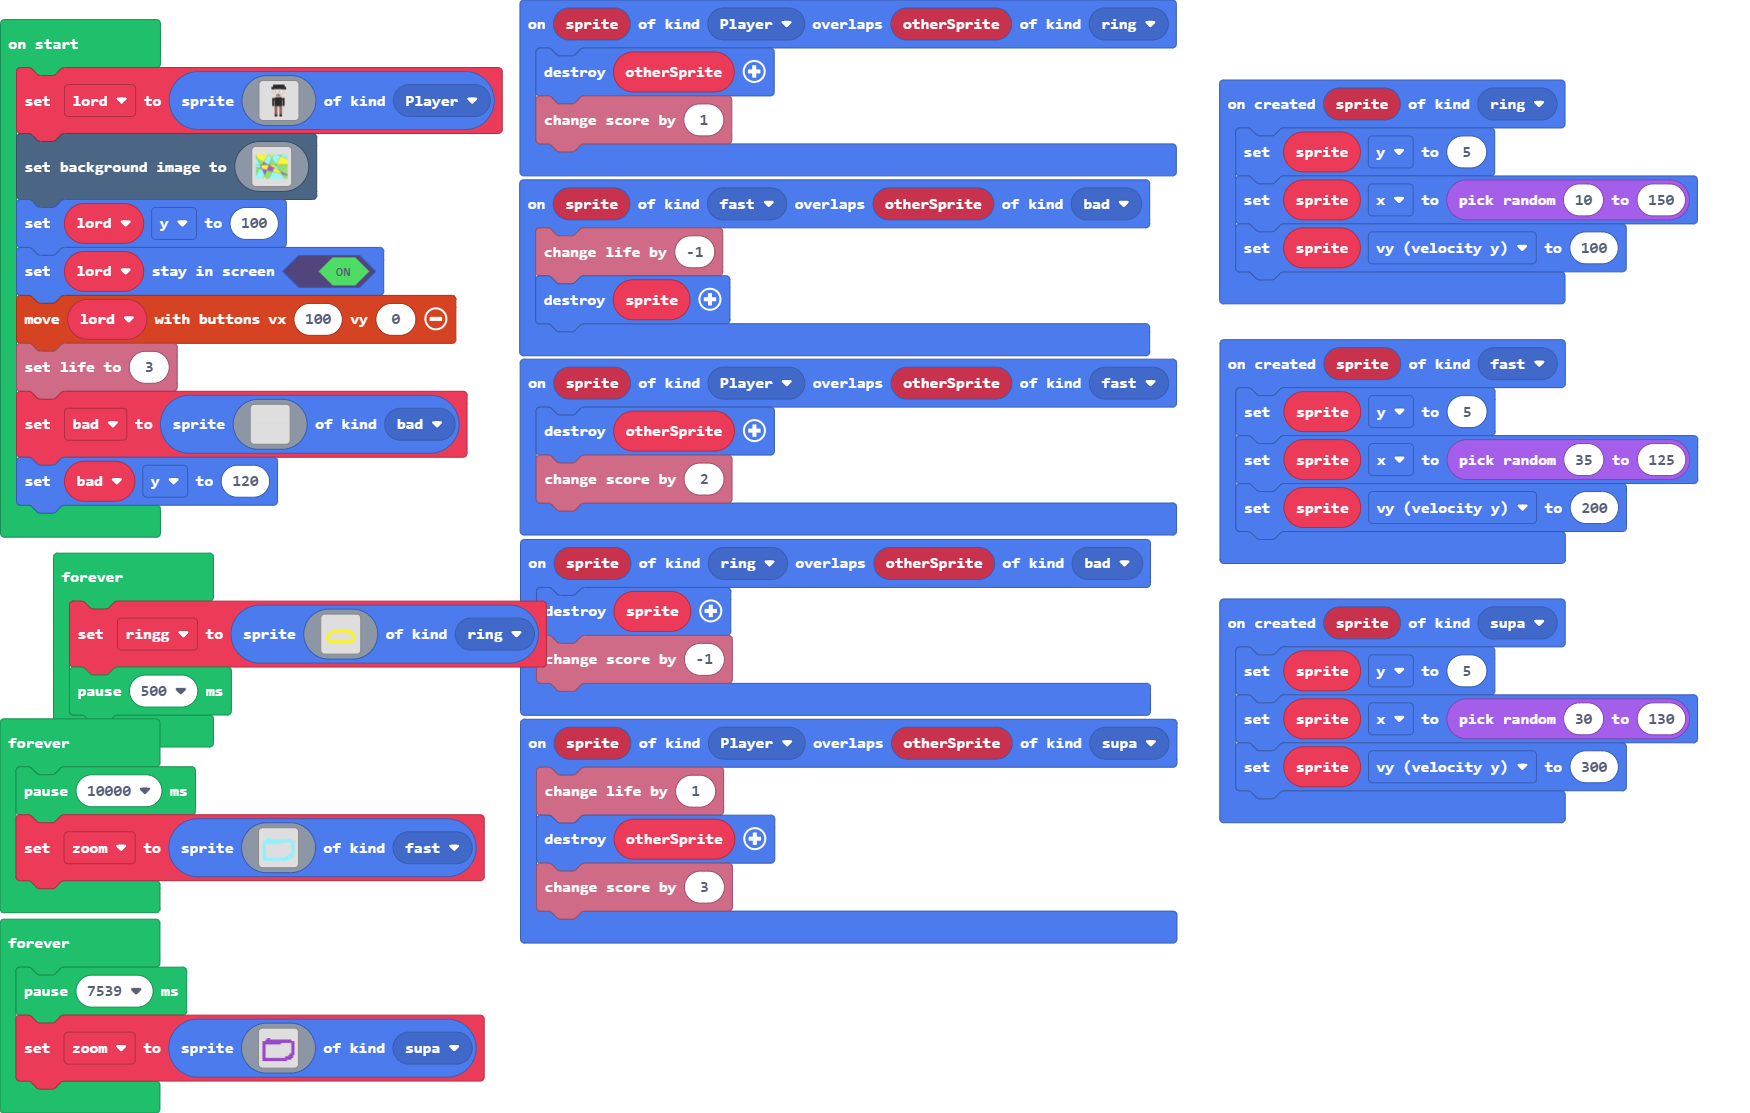 on start
set lord to sprite of kind Player
set background image to
set lord y to 100
set lord stay in screen ON
move lord with buttons vx 100 vy 0
set life to 3
set bad to sprite of kind bad
set bad y to 120
forever
set ringg to sprite of kind ring
pause 500 ms
forever
pause 10000 ms
set zoom to sprite of kind fast
forever
pause 7539 ms
set zoom to sprite of kind supa
on sprite of kind Player overlaps otherSprite of kind ring
destroy otherSprite
change score by 1
on sprite of kind fast overlaps otherSprite of kind bad
change life by -1
destroy sprite
on sprite of kind Player overlaps otherSprite of kind fast
destroy otherSprite
change score by 2
on sprite of kind ring overlaps otherSprite of kind bad
destroy sprite
change score by -1
on sprite of kind Player overlaps otherSprite of kind supa
change life by 1
destroy otherSprite
change score by 3
on created sprite of kind ring
set sprite y to 5
set sprite x to pick random 10 to 150
set sprite vy (velocity y) to 100
on created sprite of kind fast
set sprite y to 5
set sprite x to pick random 35 to 125
set sprite vy (velocity y) to 200
on created sprite of kind supa
set sprite y to 5
set sprite x to pick random 30 to 130
set sprite vy (velocity y) to 300